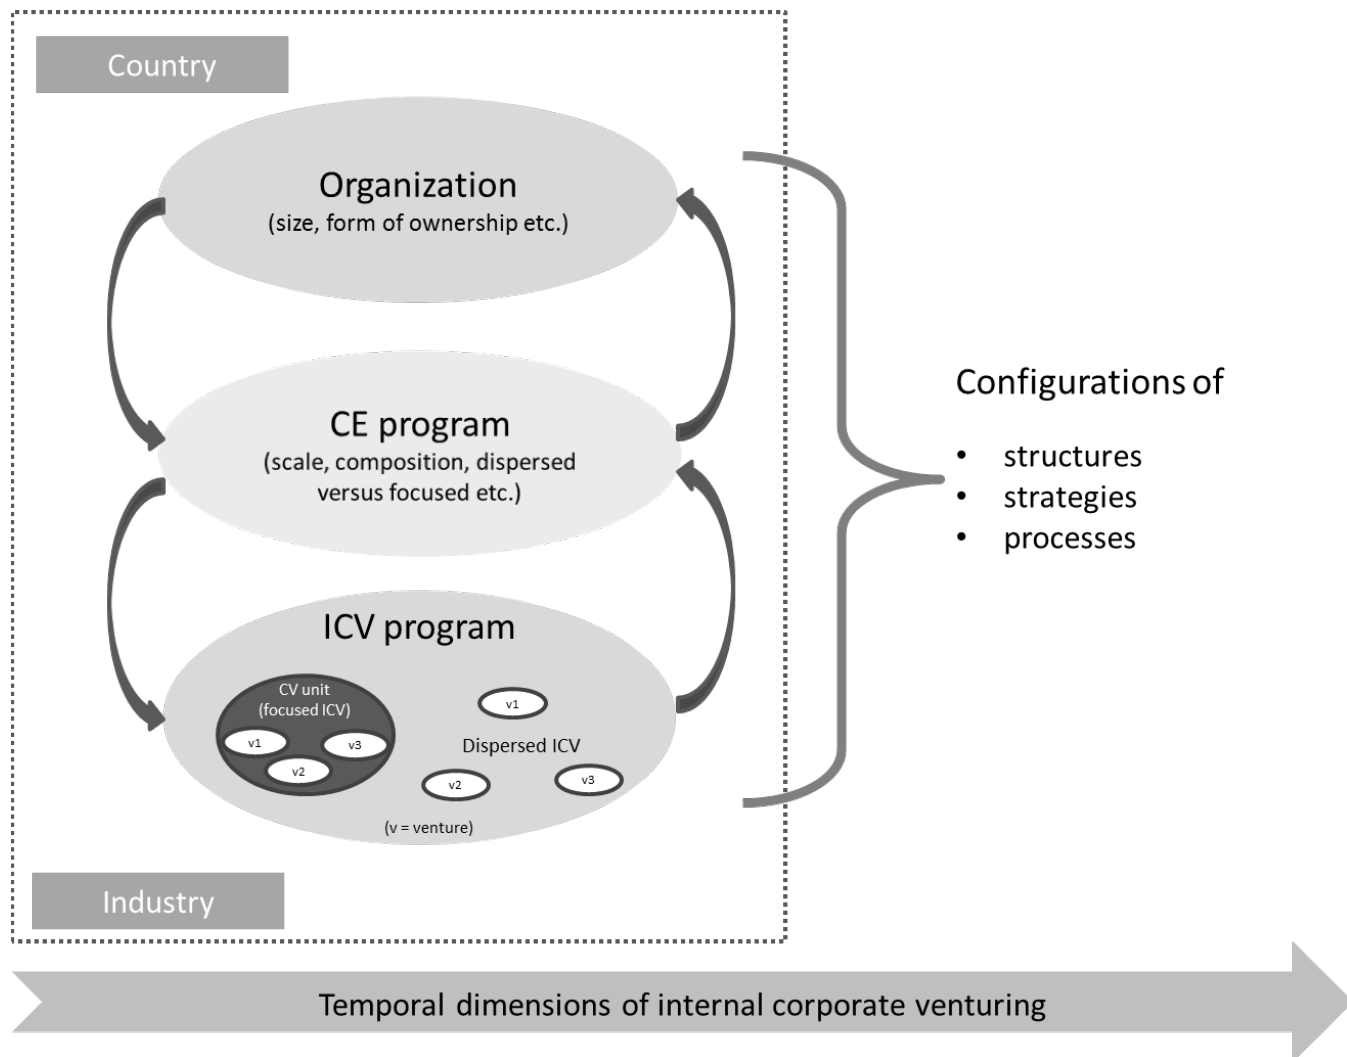 Country
Organization
(size, form of ownership etc.)
CE program
(scale, composition, dispersed
versus focused etc.)
ICV program
CV unit
(focused ICV)
v1
v3
v2
v1
Dispersed ICV
v2
v3
(v = venture)
Industry
Configurations of
• structures
• strategies
• processes
Temporal dimensions of internal corporate venturing